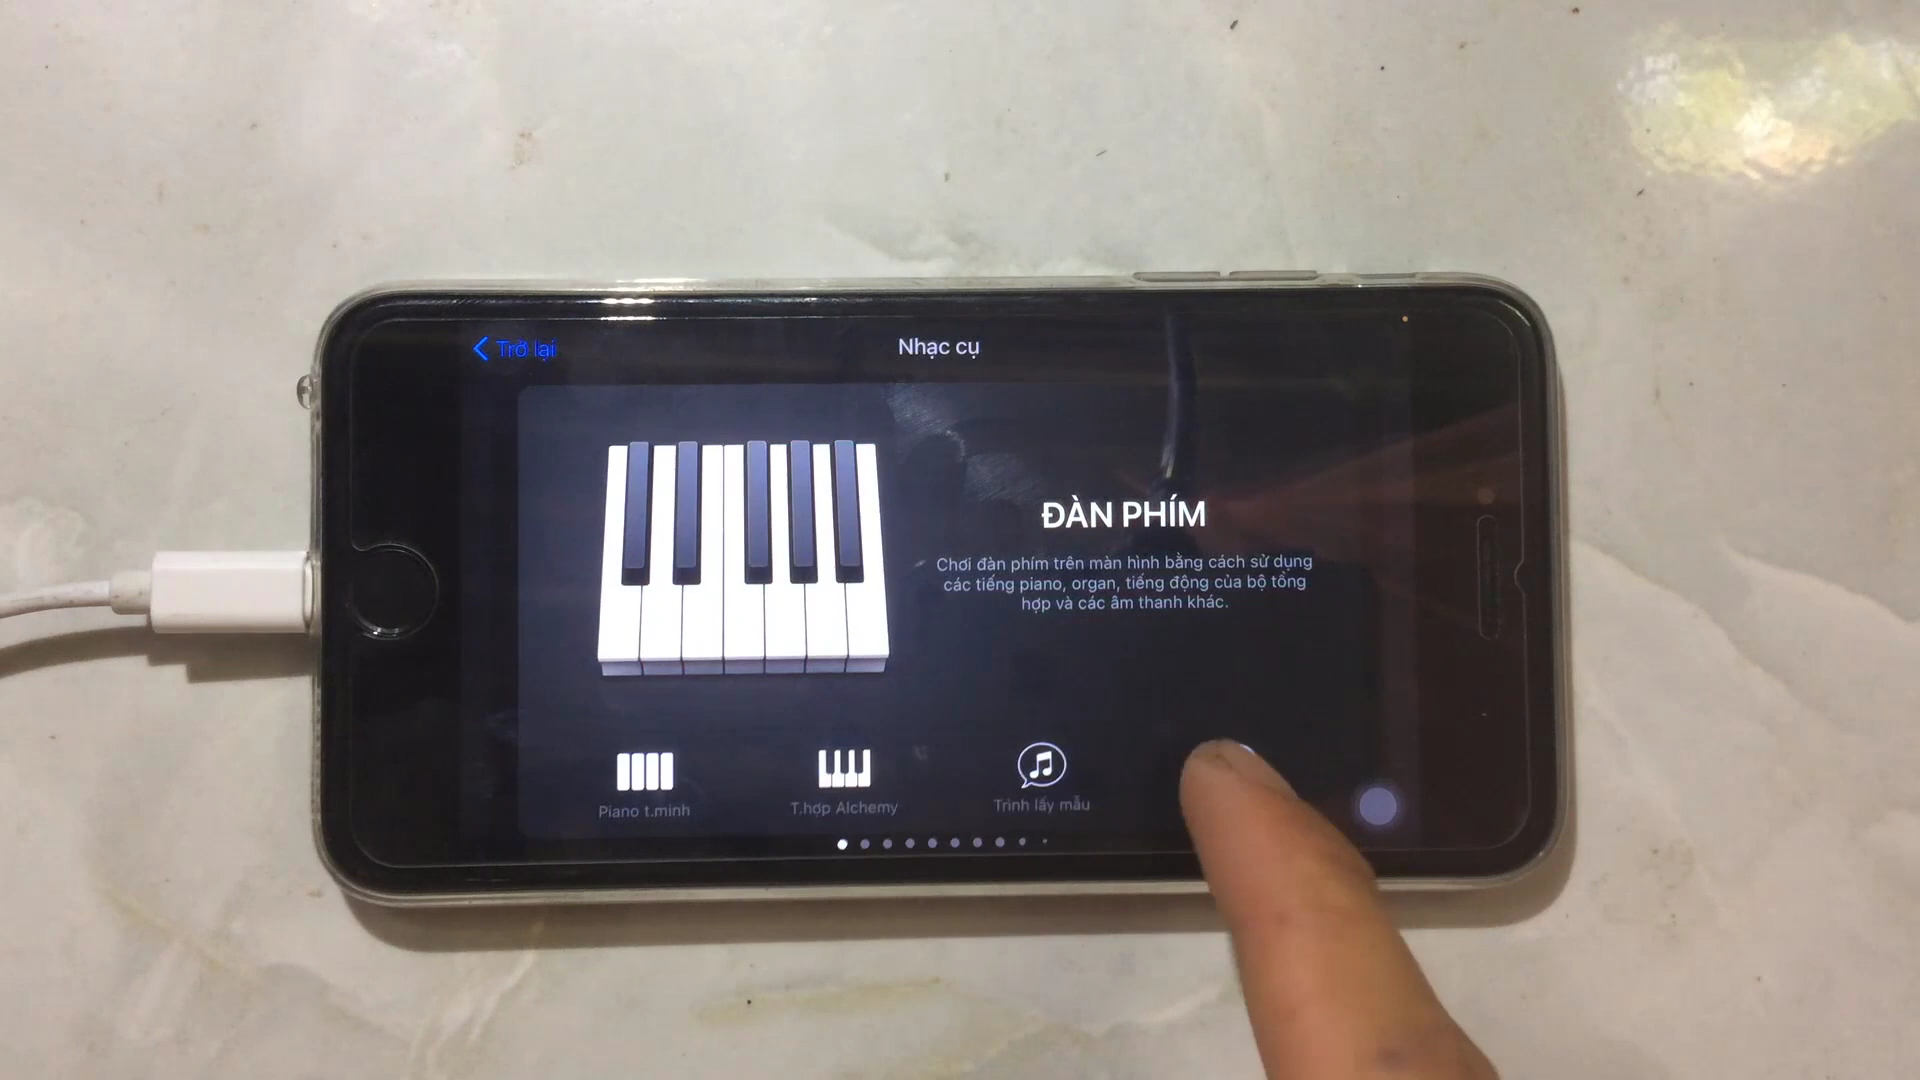 Trở lại
Nhạc cụ
ĐÀN PHÍM
Chơi đàn phím trên màn hình bằng cách sử dụng
các tiếng piano, organ, tiếng động của bộ tổng
hợp và các âm thanh khác.
Piano t.minh
T.hợp Alchemy
Trình lấy mẫu